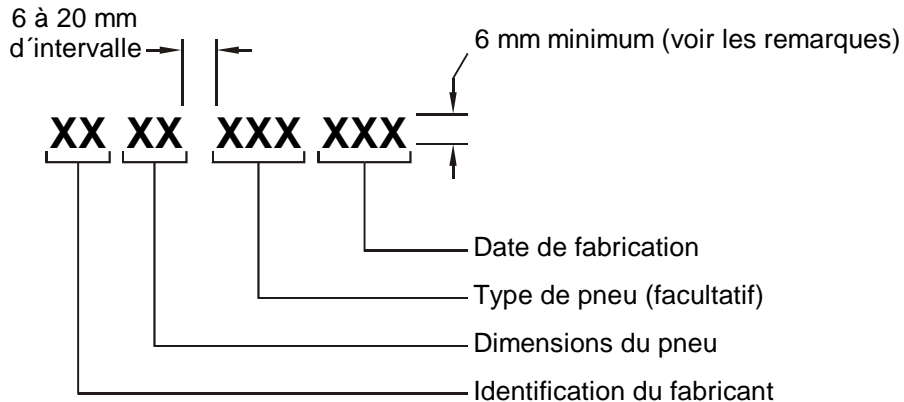 6 à 20 mm
d´intervalle
6 mm minimum (voir les remarques)
XX XX XXX XXX
Date de fabrication
Type de pneu (facultatif)
Dimensions du pneu
Identification du fabricant